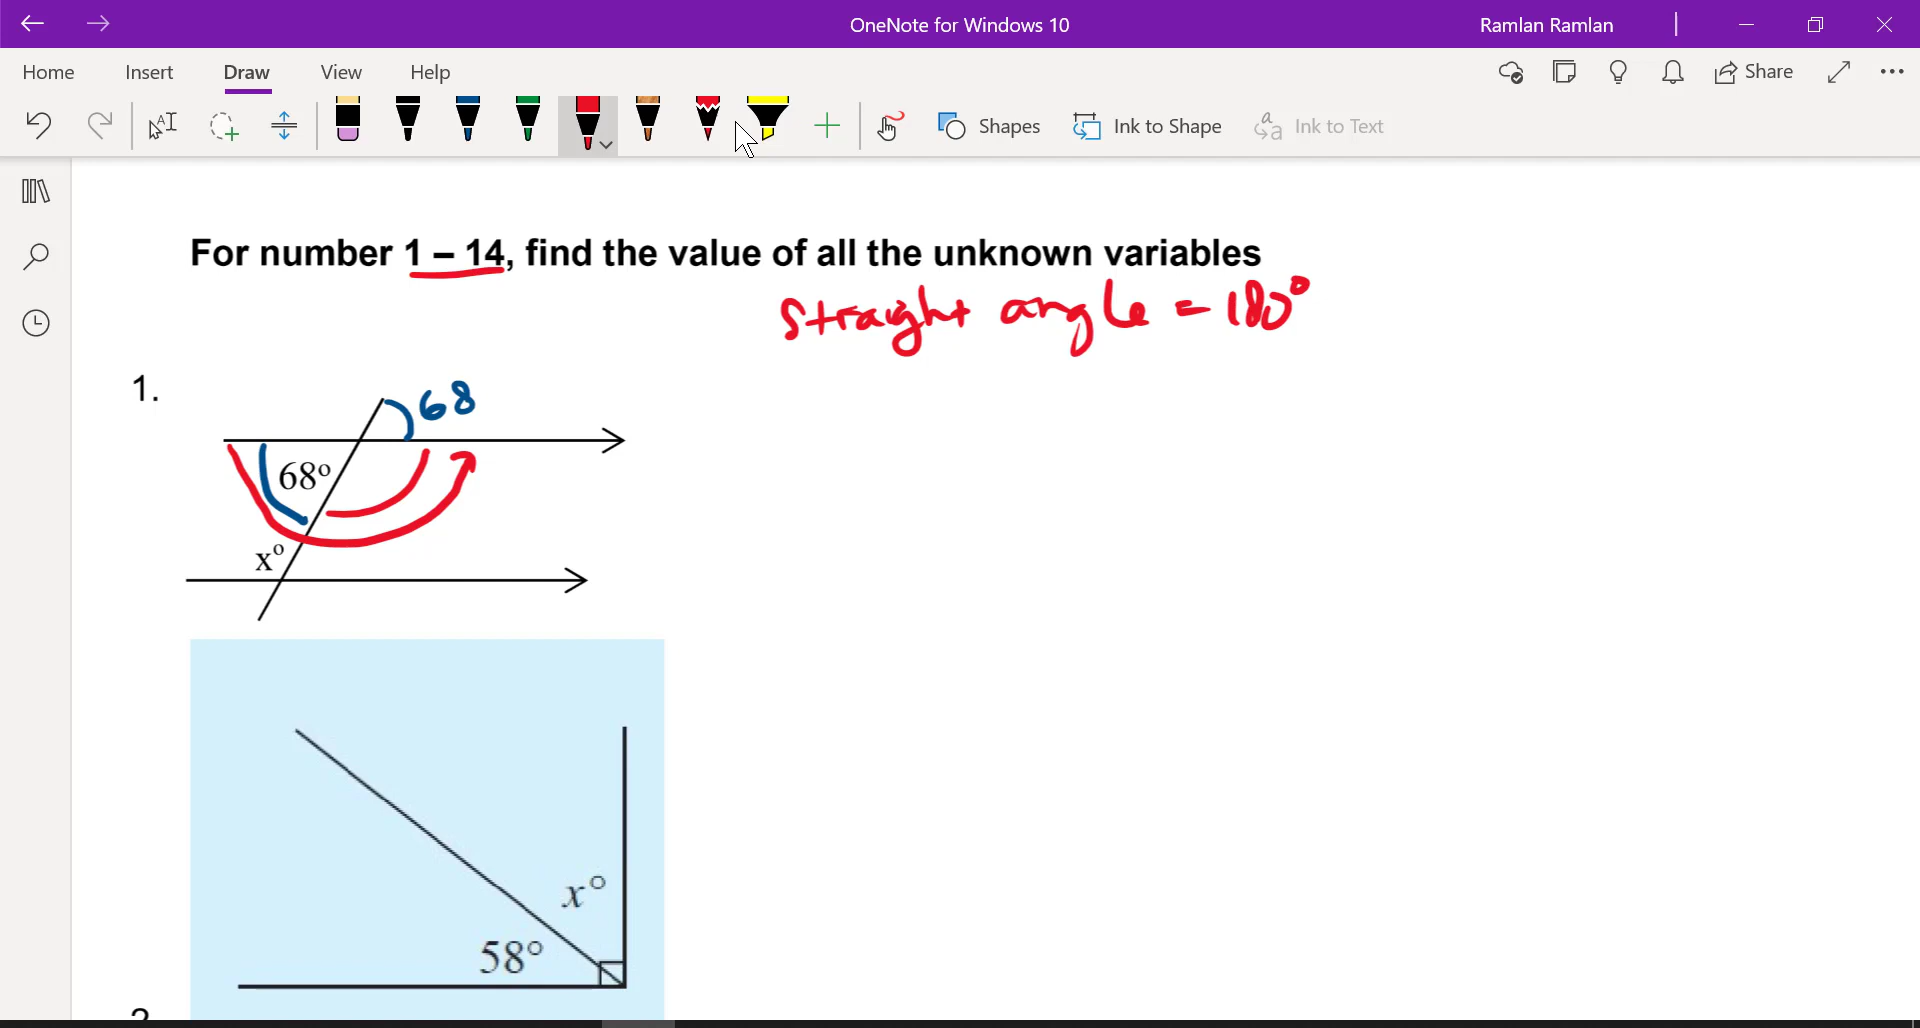 OneNote for Windows 10
Ramlan Ramlan
Home Insert Draw View Help
Share
Shapes Ink to Shape Ink to Text
For number 1 – 14, find the value of all the unknown variables
Straight angle = 180°
1.
68
68°
x°
x°
58°